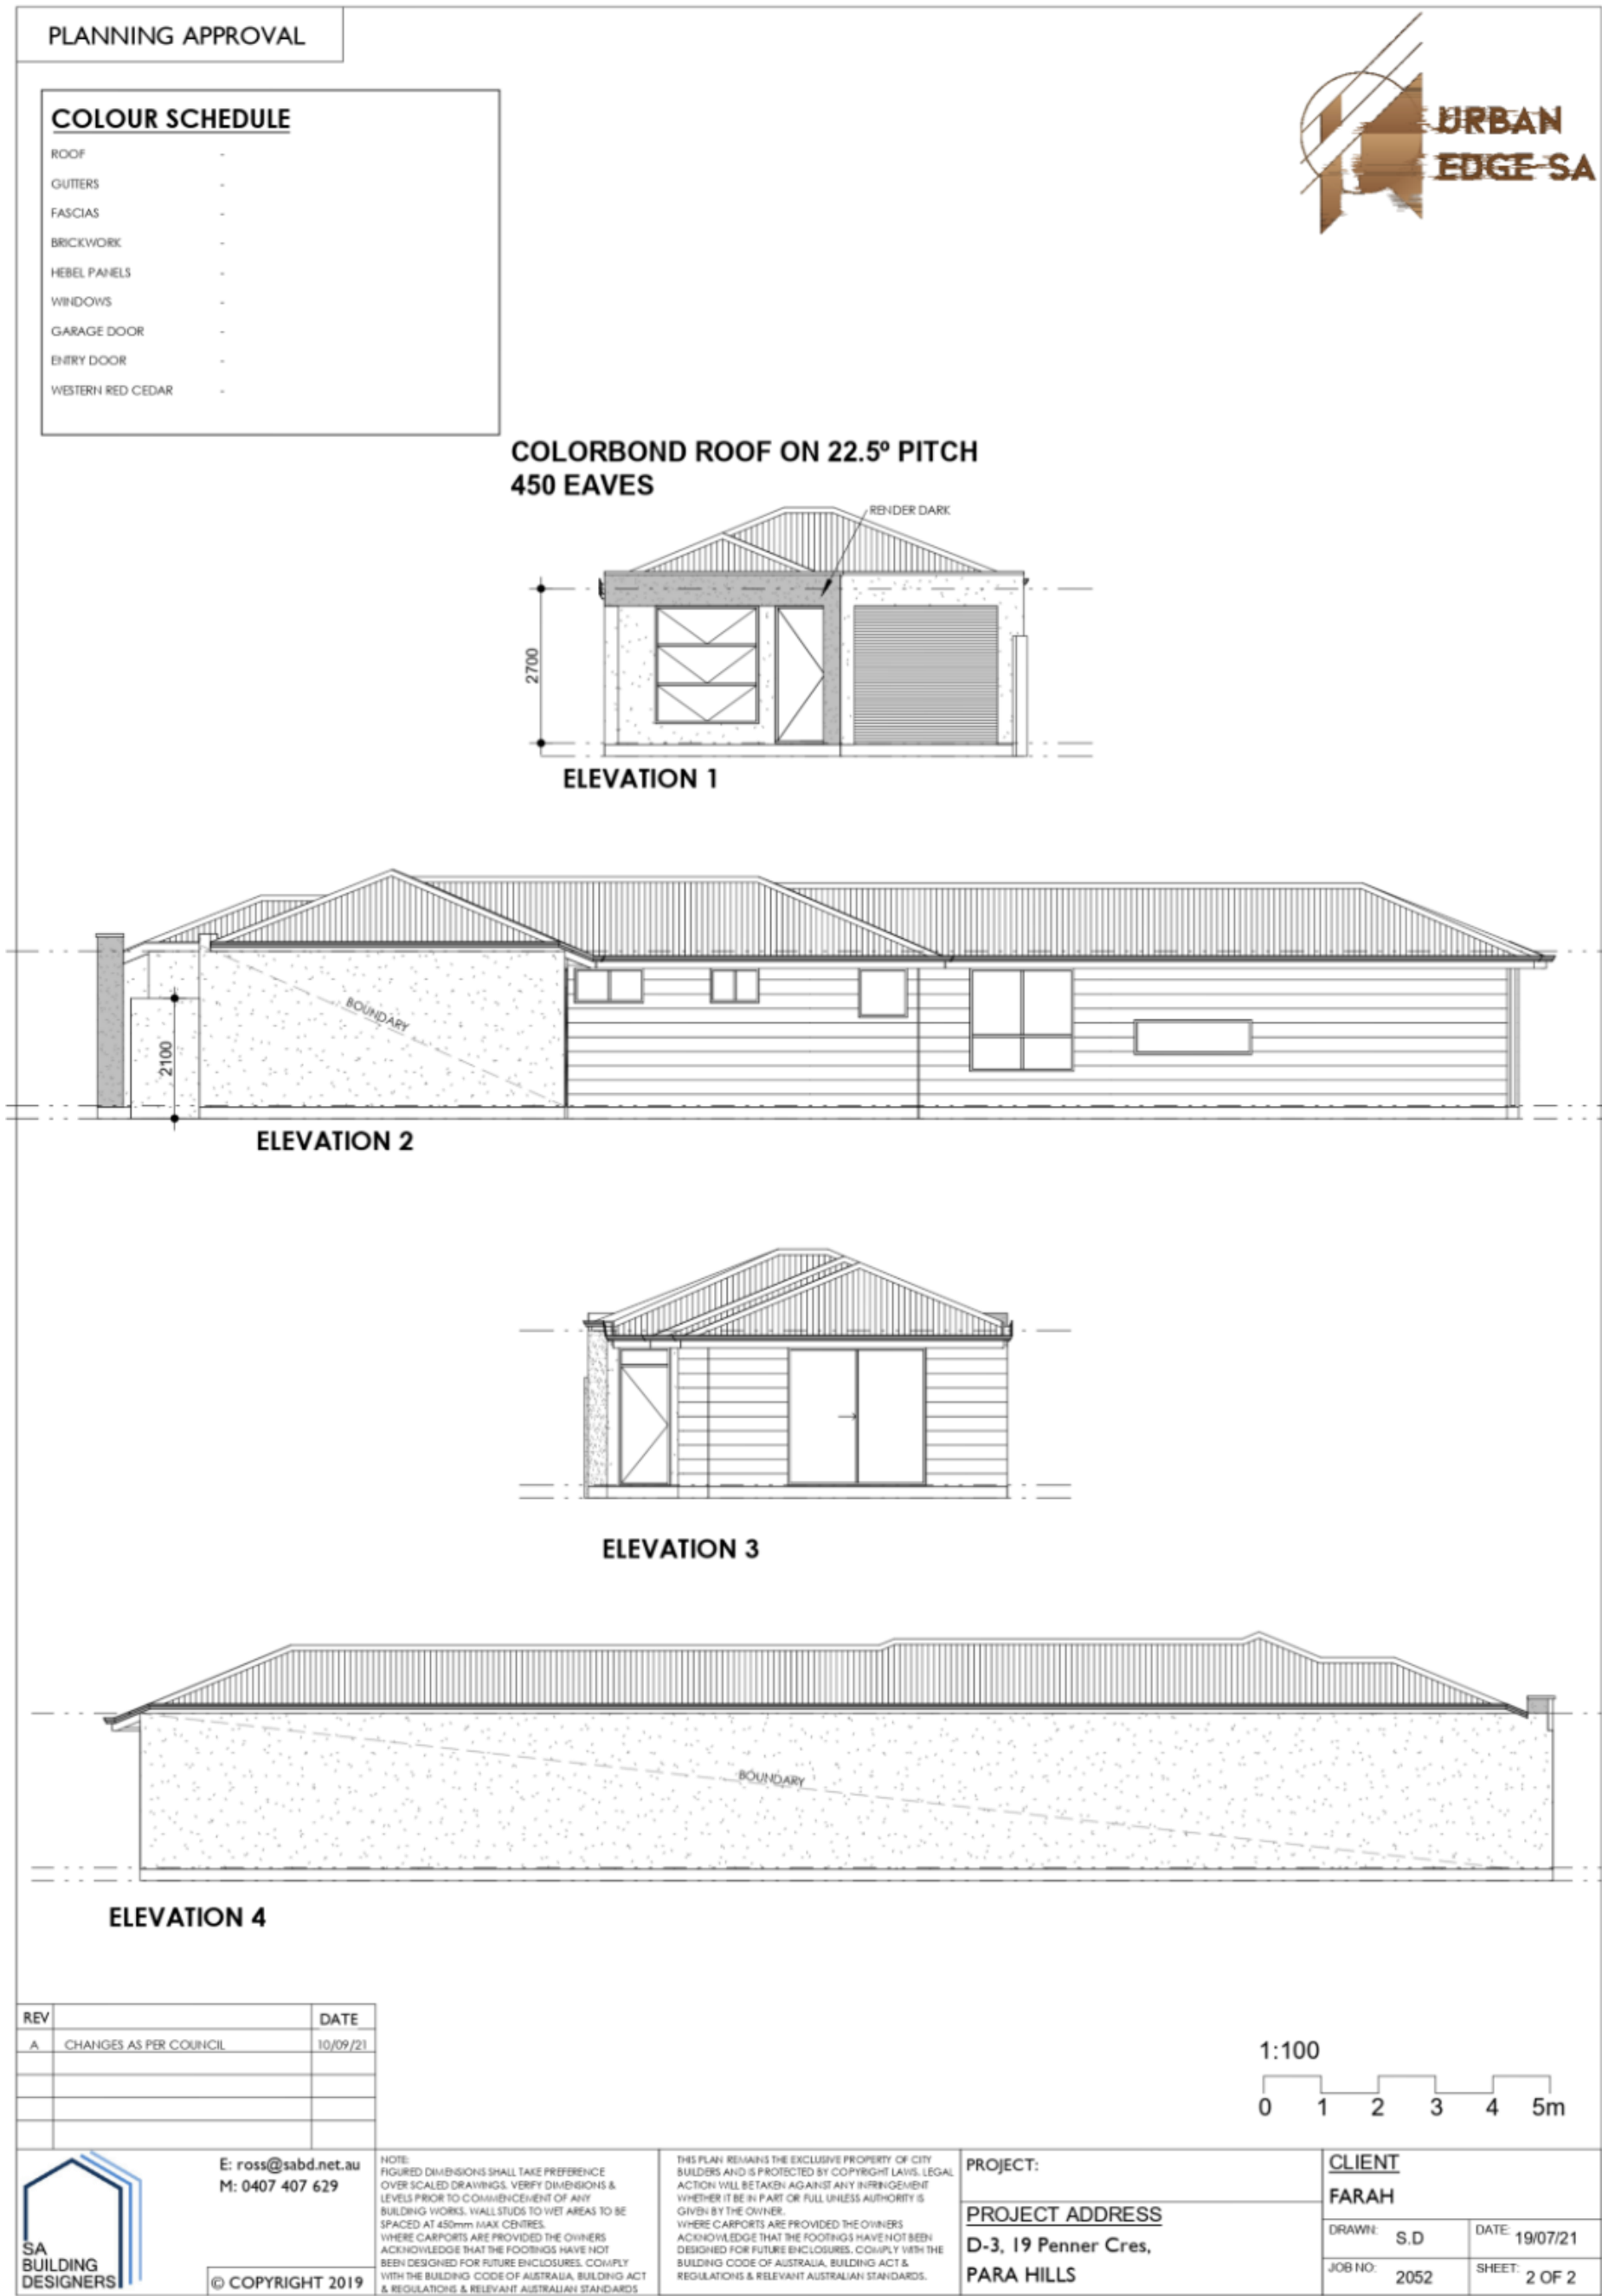 PLANNING APPROVAL
URBAN
EDGE SA
COLOUR SCHEDULE
ROOF -
GUTTERS -
FASCIAS -
BRICKWORK -
HEBEL PANELS -
WINDOWS -
GARAGE DOOR -
ENTRY DOOR -
WESTERN RED CEDAR -
COLORBOND ROOF ON 22.5º PITCH
450 EAVES
RENDER DARK
2700
ELEVATION 1
BOUNDARY
2100
ELEVATION 2
ELEVATION 3
BOUNDARY
ELEVATION 4
REV DATE
A CHANGES AS PER COUNCIL 10/09/21
1:100
0 1 2 3 4 5m
SA
BUILDING
DESIGNERS
E: ross@sabd.net.au
M: 0407 407 629
© COPYRIGHT 2019
NOTE:
FIGURED DIMENSIONS SHALL TAKE PREFERENCE
OVER SCALED DRAWINGS. VERIFY DIMENSIONS &
LEVELS PRIOR TO COMMENCEMENT OF ANY
BUILDING WORKS. WALL STUDS TO WET AREAS TO BE
SPACED AT 450mm MAX CENTRES.
WHERE CARPORTS ARE PROVIDED THE OWNERS
ACKNOWLEDGE THAT THE FOOTINGS HAVE NOT
BEEN DESIGNED FOR FUTURE ENCLOSURES. COMPLY
WITH THE BUILDING CODE OF AUSTRALIA, BUILDING ACT
& REGULATIONS & RELEVANT AUSTRALIAN STANDARDS
THIS PLAN REMAINS THE EXCLUSIVE PROPERTY OF CITY
BUILDERS AND IS PROTECTED BY COPYRIGHT LAWS. LEGAL
ACTION WILL BE TAKEN AGAINST ANY INFRINGEMENT
WHETHER IT BE IN PART OR FULL UNLESS AUTHORITY IS
GIVEN BY THE OWNER.
WHERE CARPORTS ARE PROVIDED THE OWNERS
ACKNOWLEDGE THAT THE FOOTINGS HAVE NOT BEEN
DESIGNED FOR FUTURE ENCLOSURES. COMPLY WITH THE
BUILDING CODE OF AUSTRALIA, BUILDING ACT &
REGULATIONS & RELEVANT AUSTRALIAN STANDARDS.
PROJECT:
PROJECT ADDRESS
D-3, 19 Penner Cres,
PARA HILLS
CLIENT
FARAH
DRAWN: S.D
DATE: 19/07/21
JOB NO: 2052
SHEET: 2 OF 2